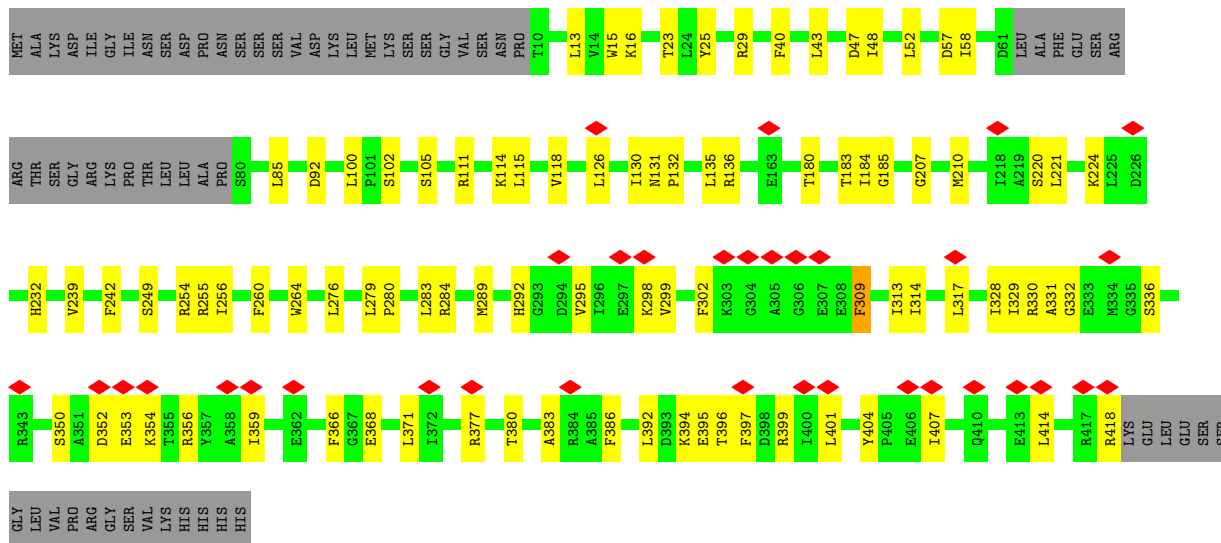 MET ALA LYS ASP ILE GLY ILE ASN SER ASP PRO ASN SER SER SER VAL ASP LYS LEU MET LYS SER SER GLY VAL SER ASN PRO T10 L13 V14 W15 K16 T23 L24 Y25 R29 F40 L43 D47 I48 L52 D57 I58 D61 LEU ALA PHE GLU SER ARG
ARG THR SER GLY ARG LYS PRO THR LEU LEU ALA PRO S80 L85 D92 L100 P101 S102 S105 R111 K114 L115 V118 L126 I130 N131 P132 L135 R136 E163 T180 T183 I184 G185 G207 M210 I218 A219 S220 L221 K224 L225 D226
H232 V239 F242 S249 R254 R255 I256 F260 W264 L276 L279 P280 L283 R284 M289 H292 G293 D294 V295 I296 E297 K298 V299 F302 K303 G304 A305 G306 E307 E308 F309 I313 I314 L317 I328 I329 R330 A331 G332 E333 M334 G335 S336
R343 S350 A351 D352 E353 K354 T355 R356 Y357 A358 I359 E362 F366 G367 E368 L371 I372 R377 T380 A383 R384 A385 F386 L392 D393 K394 E395 T396 F397 D398 R399 I400 L401 Y404 P405 E406 I407 Q410 E413 L414 R417 R418 LYS GLU LEU GLU SER SER
GLY LEU VAL PRO ARG GLY SER VAL LYS HIS HIS HIS HIS